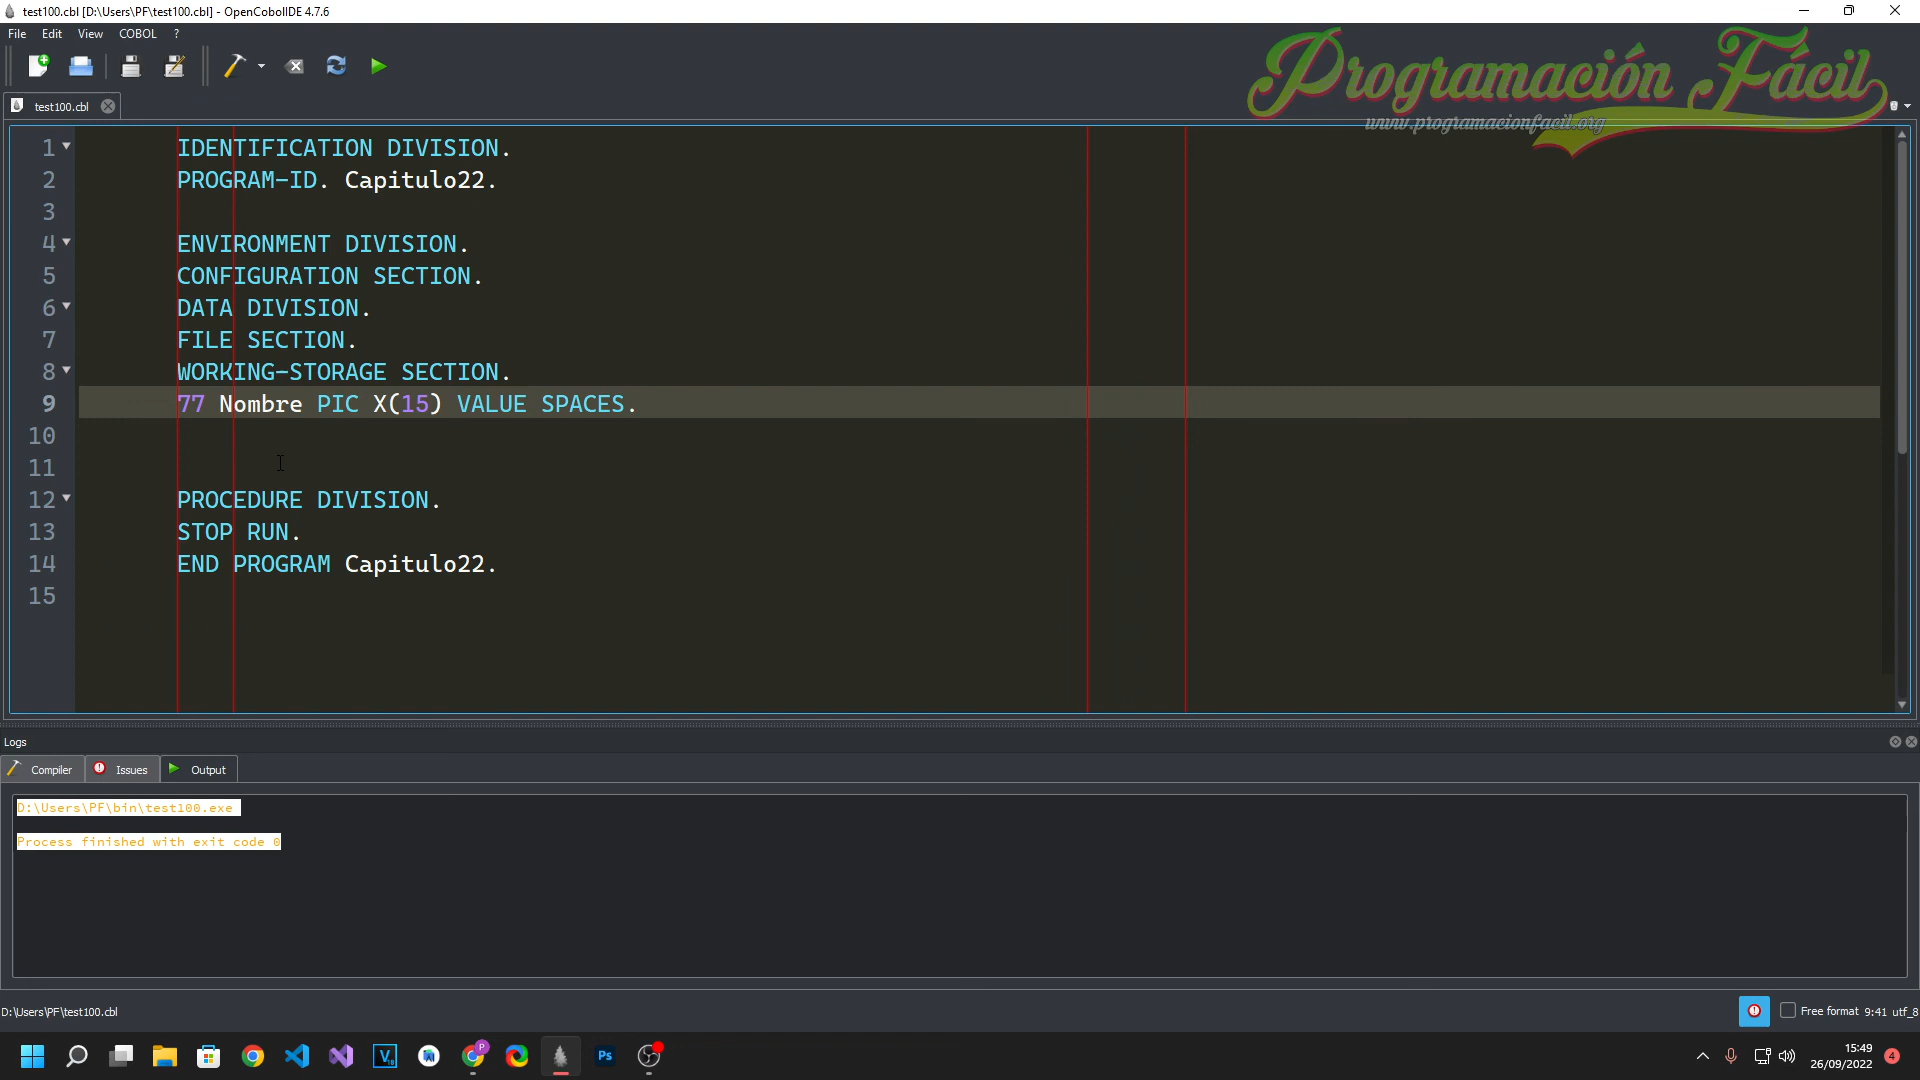 test100.cbl [D:\Users\PF\test100.cbl] - OpenCobolIDE 4.7.6
File Edit View COBOL ?
Programación Fácil
www.programacionfacil.org
test100.cbl
1 IDENTIFICATION DIVISION.
2 PROGRAM-ID. Capitulo22.
3
4 ENVIRONMENT DIVISION.
5 CONFIGURATION SECTION.
6 DATA DIVISION.
7 FILE SECTION.
8 WORKING-STORAGE SECTION.
9 77 Nombre PIC X(15) VALUE SPACES.
10
11
12 PROCEDURE DIVISION.
13 STOP RUN.
14 END PROGRAM Capitulo22.
15
Logs
Compiler Issues Output
D:\Users\PF\bin\test100.exe
Process finished with exit code 0
D:\Users\PF\test100.cbl
Free format 9:41 utf_8
P
Ps
15:49
26/09/2022
4